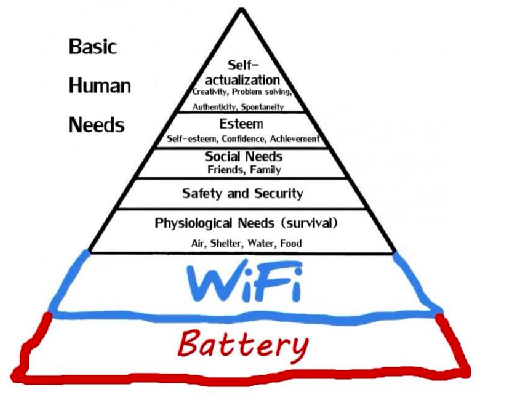 Basic
Human
Needs
Self-
actualization
Creativity, Problem solving,
Authenticity, Spontaneity
Esteem
Self-esteem, Confidence, Achievement
Social Needs
Friends, Family
Safety and Security
Physiological Needs (survival)
Air, Shelter, Water, Food
WiFi
Battery